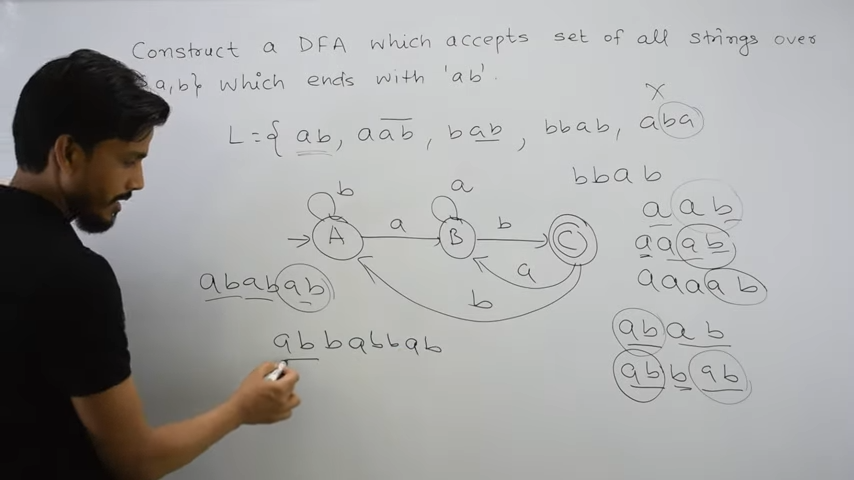 Construct a DFA which accepts set of all strings over
a,b} which ends with 'ab'.
X
L={ ab, aab, bab, bbab, aba
bbab
b
a
aab
A
a
B
b
C
aaab
a
ababab
aaaab
b
abbabbab
abab
abbab